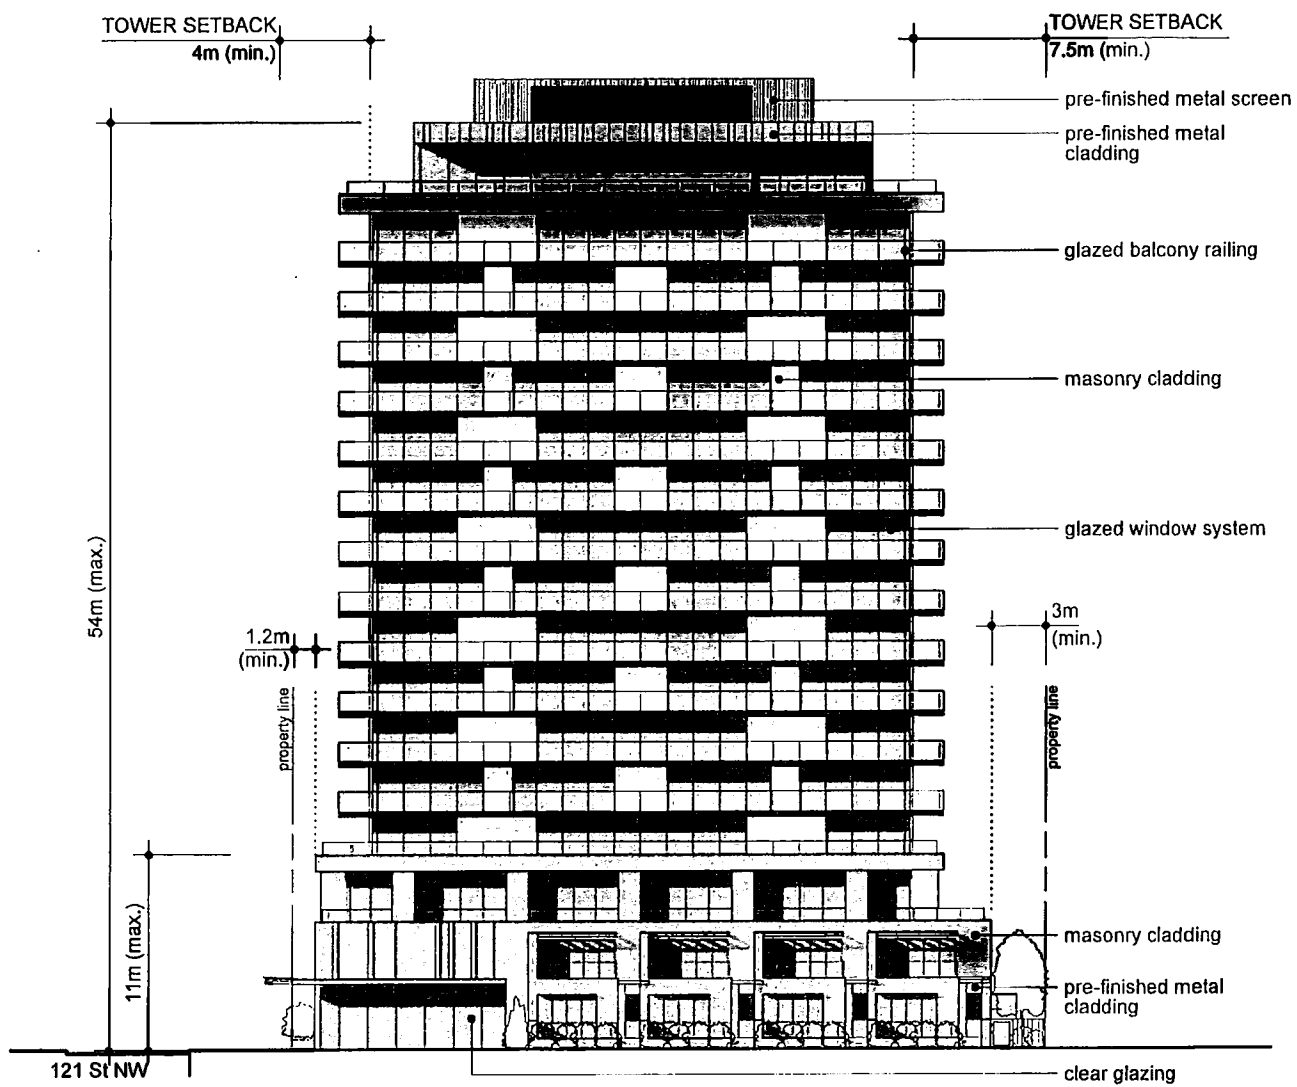 TOWER SETBACK
4m (min.)
TOWER SETBACK
7.5m (min.)
pre-finished metal screen
pre-finished metal
cladding
glazed balcony railing
masonry cladding
glazed window system
54m (max.)
1.2m
(min.)
3m
(min.)
property line
property line
11m (max.)
masonry cladding
pre-finished metal
cladding
121 St NW
clear glazing